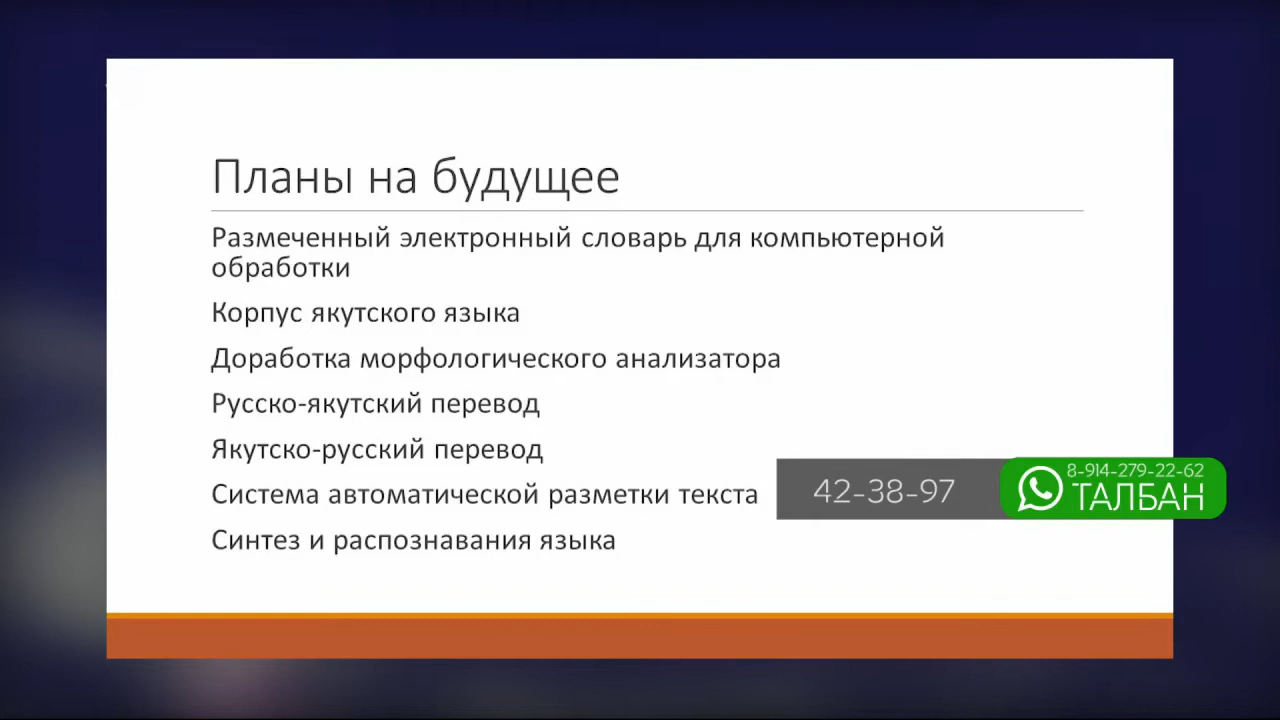 Планы на будущее
Размеченный электронный словарь для компьютерной
обработки
Корпус якутского языка
Доработка морфологического анализатора
Русско-якутский перевод
Якутско-русский перевод
Система автоматической разметки текста
42-38-97
8-914-279-22-62
ТАЛБАН
Синтез и распознавания языка